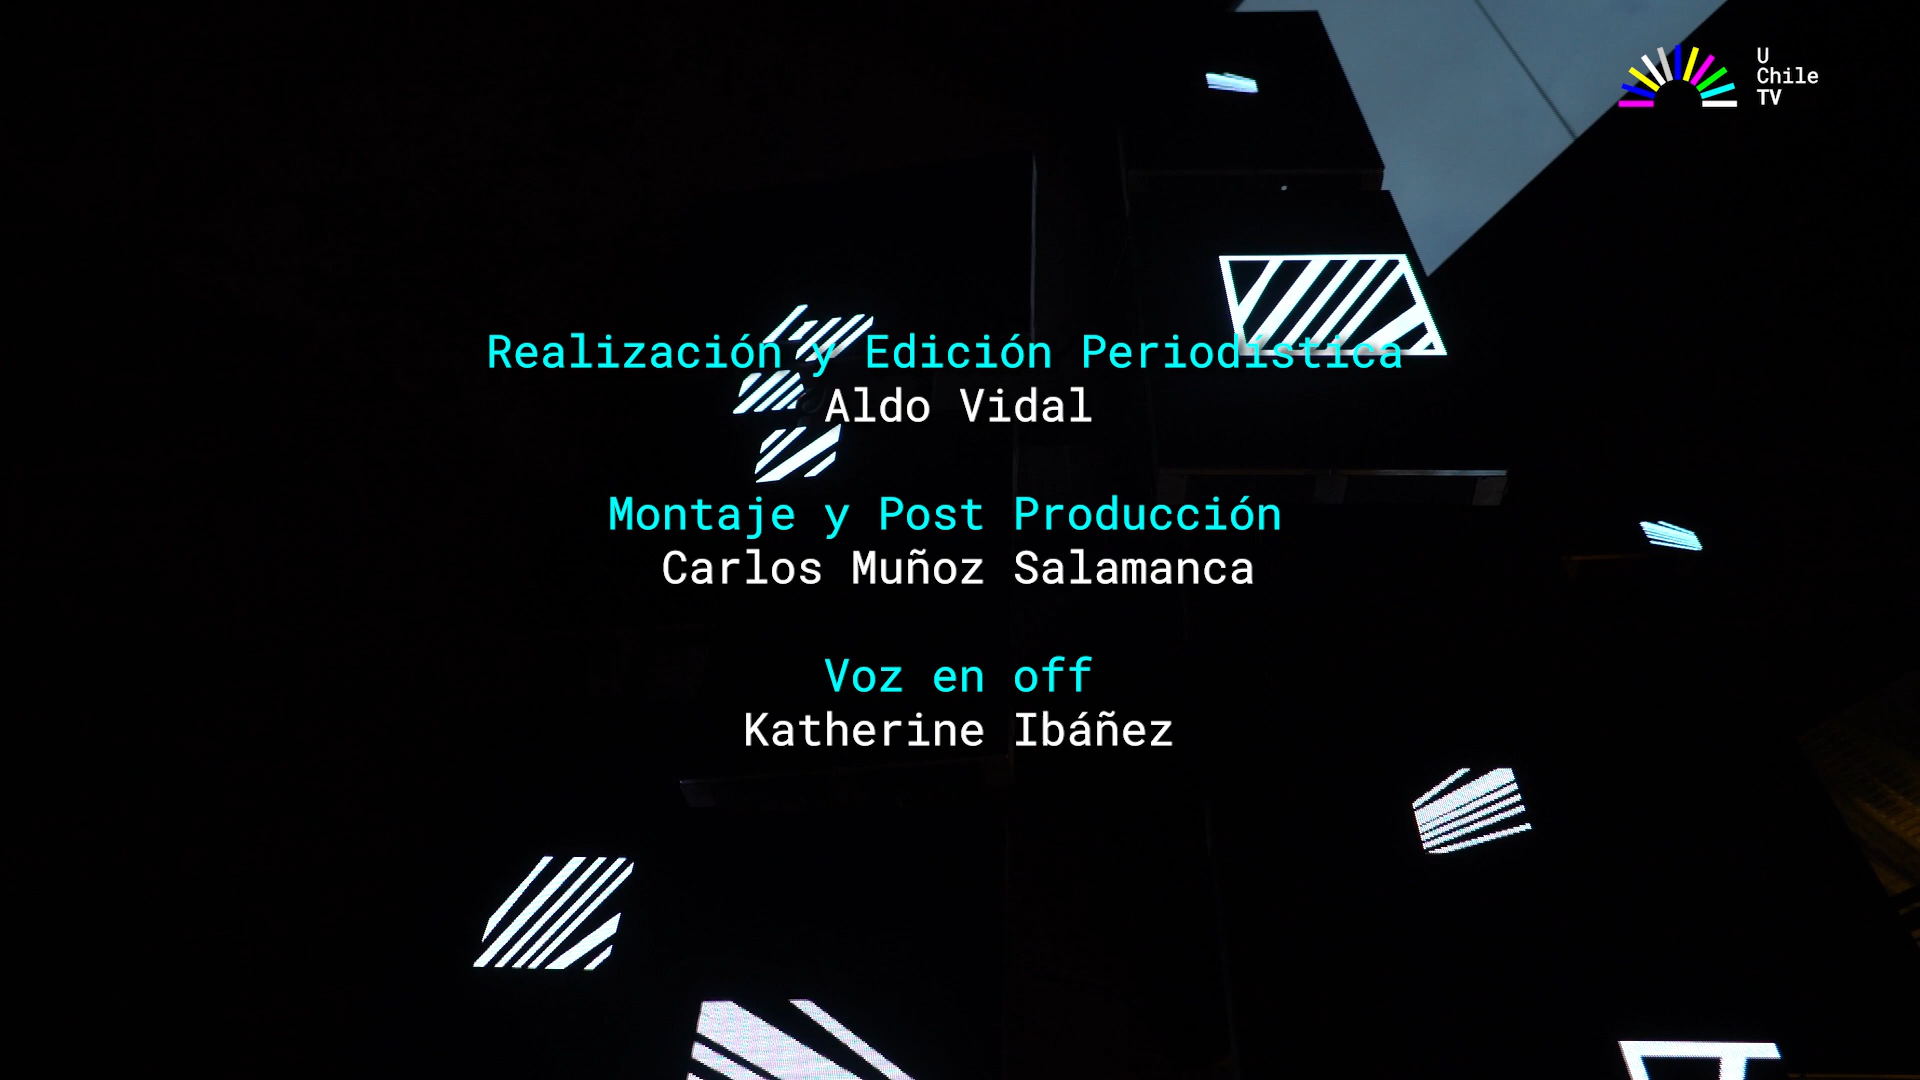 U
Chile
TV
Realización y Edición Periodística
Aldo Vidal
Montaje y Post Producción
Carlos Muñoz Salamanca
Voz en off
Katherine Ibáñez